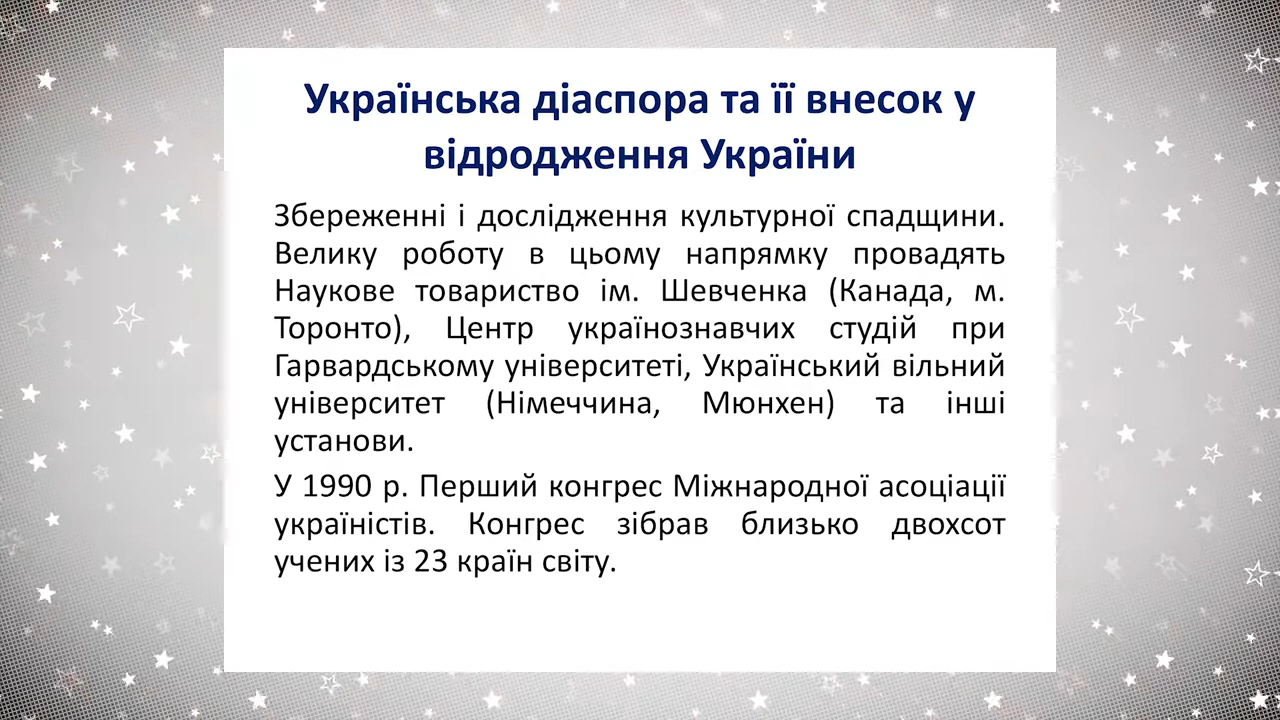 Українська діаспора та її внесок у
відродження України
Збереженні і дослідження культурної спадщини.
Велику роботу в цьому напрямку провадять
Наукове товариство ім. Шевченка (Канада, м.
Торонто), Центр українознавчих студій при
Гарвардському університеті, Український вільний
університет (Німеччина, Мюнхен) та інші
установи.
У 1990 р. Перший конгрес Міжнародної асоціації
україністів. Конгрес зібрав близько двохсот
учених із 23 країн світу.